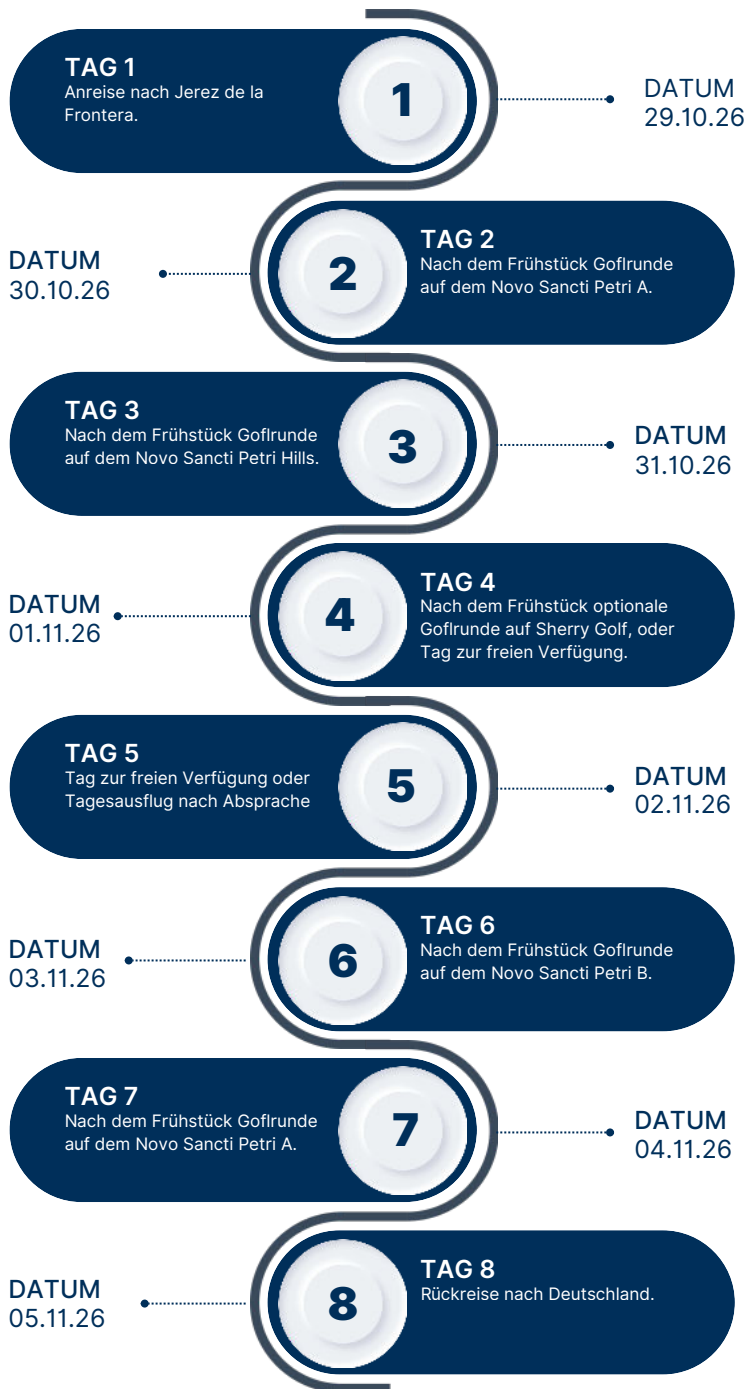 TAG 1
Anreise nach Jerez de la
Frontera.
1
DATUM
29.10.26
DATUM
30.10.26
2
TAG 2
Nach dem Frühstück Goflrunde
auf dem Novo Sancti Petri A.
TAG 3
Nach dem Frühstück Goflrunde
auf dem Novo Sancti Petri Hills.
3
DATUM
31.10.26
DATUM
01.11.26
4
TAG 4
Nach dem Frühstück optionale
Goflrunde auf Sherry Golf, oder
Tag zur freien Verfügung.
TAG 5
Tag zur freien Verfügung oder
Tagesausflug nach Absprache
5
DATUM
02.11.26
DATUM
03.11.26
6
TAG 6
Nach dem Frühstück Goflrunde
auf dem Novo Sancti Petri B.
TAG 7
Nach dem Frühstück Goflrunde
auf dem Novo Sancti Petri A.
7
DATUM
04.11.26
DATUM
05.11.26
8
TAG 8
Rückreise nach Deutschland.